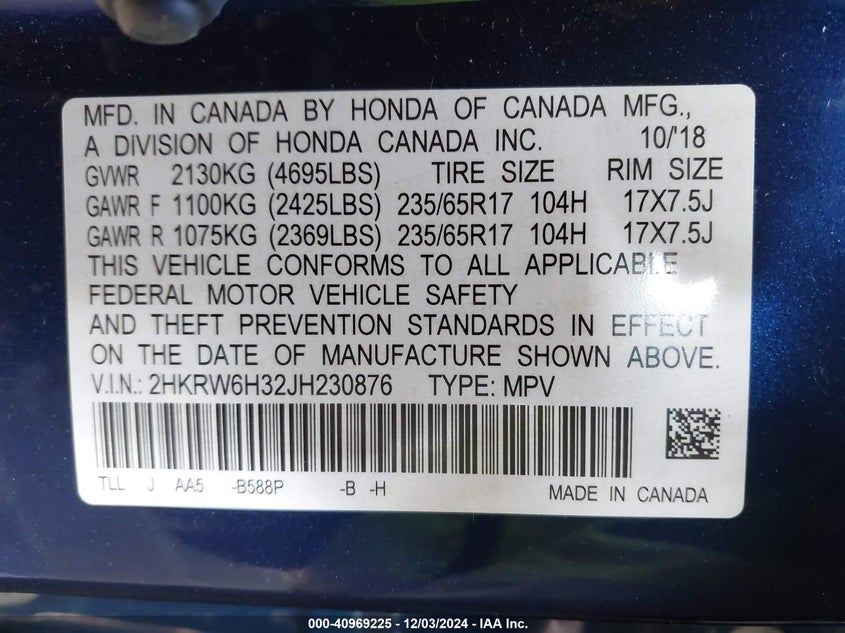 MFD. IN CANADA BY HONDA OF CANADA MFG.,
A DIVISION OF HONDA CANADA INC. 10/'18
GVWR 2130KG (4695LBS) TIRE SIZE RIM SIZE
GAWR F 1100KG (2425LBS) 235/65R17 104H 17X7.5J
GAWR R 1075KG (2369LBS) 235/65R17 104H 17X7.5J
THIS VEHICLE CONFORMS TO ALL APPLICABLE
FEDERAL MOTOR VEHICLE SAFETY
AND THEFT PREVENTION STANDARDS IN EFFECT
ON THE DATE OF MANUFACTURE SHOWN ABOVE.
V.I.N.: 2HKRW6H32JH230876 TYPE: MPV
TLL J AA5 -B588P -B -H MADE IN CANADA
000-40969225 - 12/03/2024 - IAA Inc.